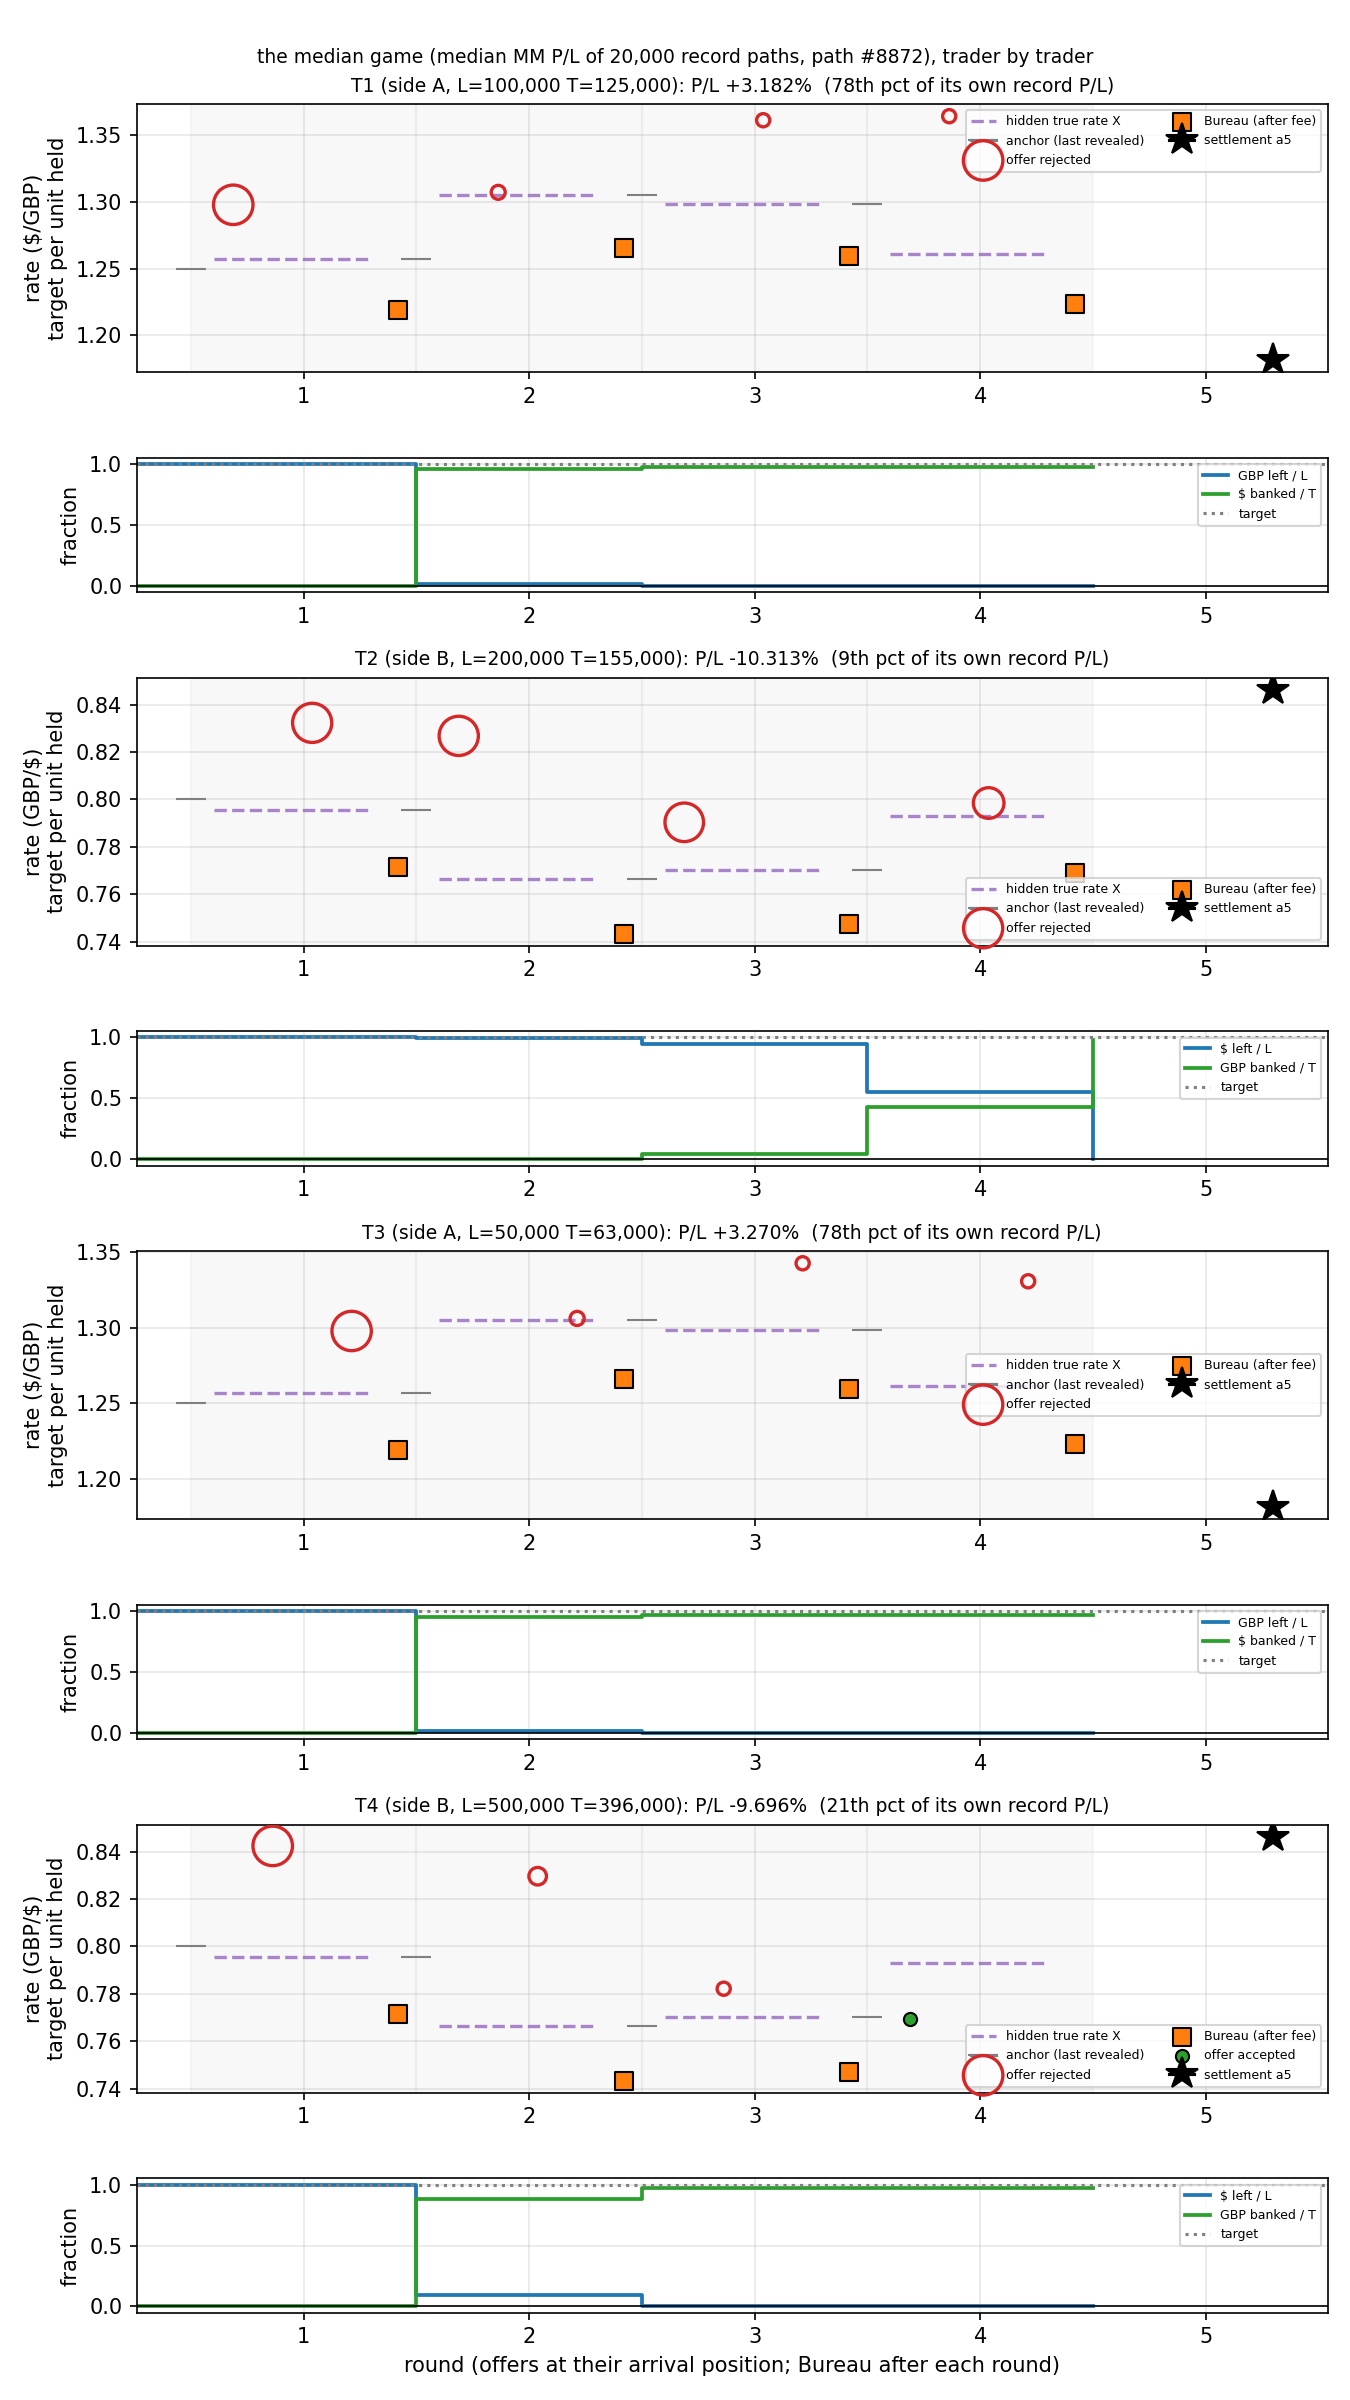 the median game (median MM P/L of 20,000 record paths, path #8872), trader by trader
T1 (side A, L=100,000 T=125,000): P/L +3.182%  (78th pct of its own record P/L)
rate ($/GBP)
target per unit held
1.35
1.30
1.25
1.20
hidden true rate X
anchor (last revealed)
offer rejected
Bureau (after fee)
settlement a5
1 2 3 4 5
fraction
1.0
0.5
0.0
GBP left / L
$ banked / T
target
1 2 3 4 5
T2 (side B, L=200,000 T=155,000): P/L -10.313%  (9th pct of its own record P/L)
rate (GBP/$)
target per unit held
0.84
0.82
0.80
0.78
0.76
0.74
hidden true rate X
anchor (last revealed)
offer rejected
Bureau (after fee)
settlement a5
1 2 3 4 5
fraction
1.0
0.5
0.0
$ left / L
GBP banked / T
target
1 2 3 4 5
T3 (side A, L=50,000 T=63,000): P/L +3.270%  (78th pct of its own record P/L)
rate ($/GBP)
target per unit held
1.35
1.30
1.25
1.20
hidden true rate X
anchor (last revealed)
offer rejected
Bureau (after fee)
settlement a5
1 2 3 4 5
fraction
1.0
0.5
0.0
GBP left / L
$ banked / T
target
1 2 3 4 5
T4 (side B, L=500,000 T=396,000): P/L -9.696%  (21th pct of its own record P/L)
rate (GBP/$)
target per unit held
0.84
0.82
0.80
0.78
0.76
0.74
hidden true rate X
anchor (last revealed)
offer rejected
Bureau (after fee)
offer accepted
settlement a5
1 2 3 4 5
fraction
1.0
0.5
0.0
$ left / L
GBP banked / T
target
1 2 3 4 5
round (offers at their arrival position; Bureau after each round)